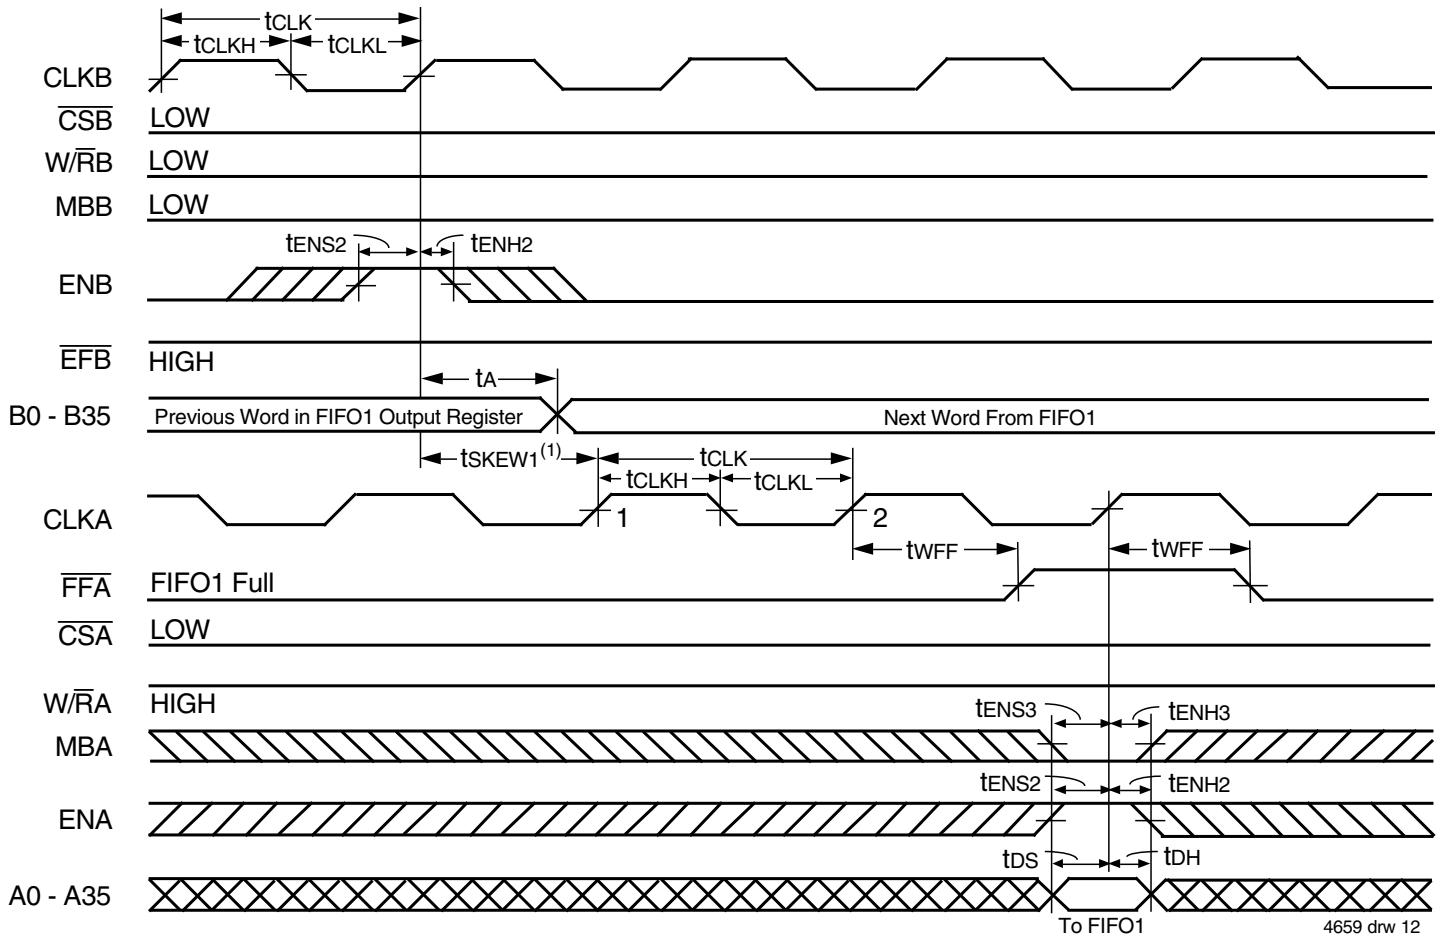 tCLK
tCLKH tCLKL
CLKB
CSB LOW
W/RB LOW
MBB LOW
tENS2 tENH2
ENB
EFB HIGH
tA
B0 - B35 Previous Word in FIFO1 Output Register Next Word From FIFO1
tSKEW1(1) tCLK
tCLKH tCLKL
CLKA 1 2
tWFF tWFF
FFA FIFO1 Full
CSA LOW
W/RA HIGH
tENS3 tENH3
MBA
tENS2 tENH2
ENA
tDS tDH
A0 - A35
To FIFO1
4659 drw 12